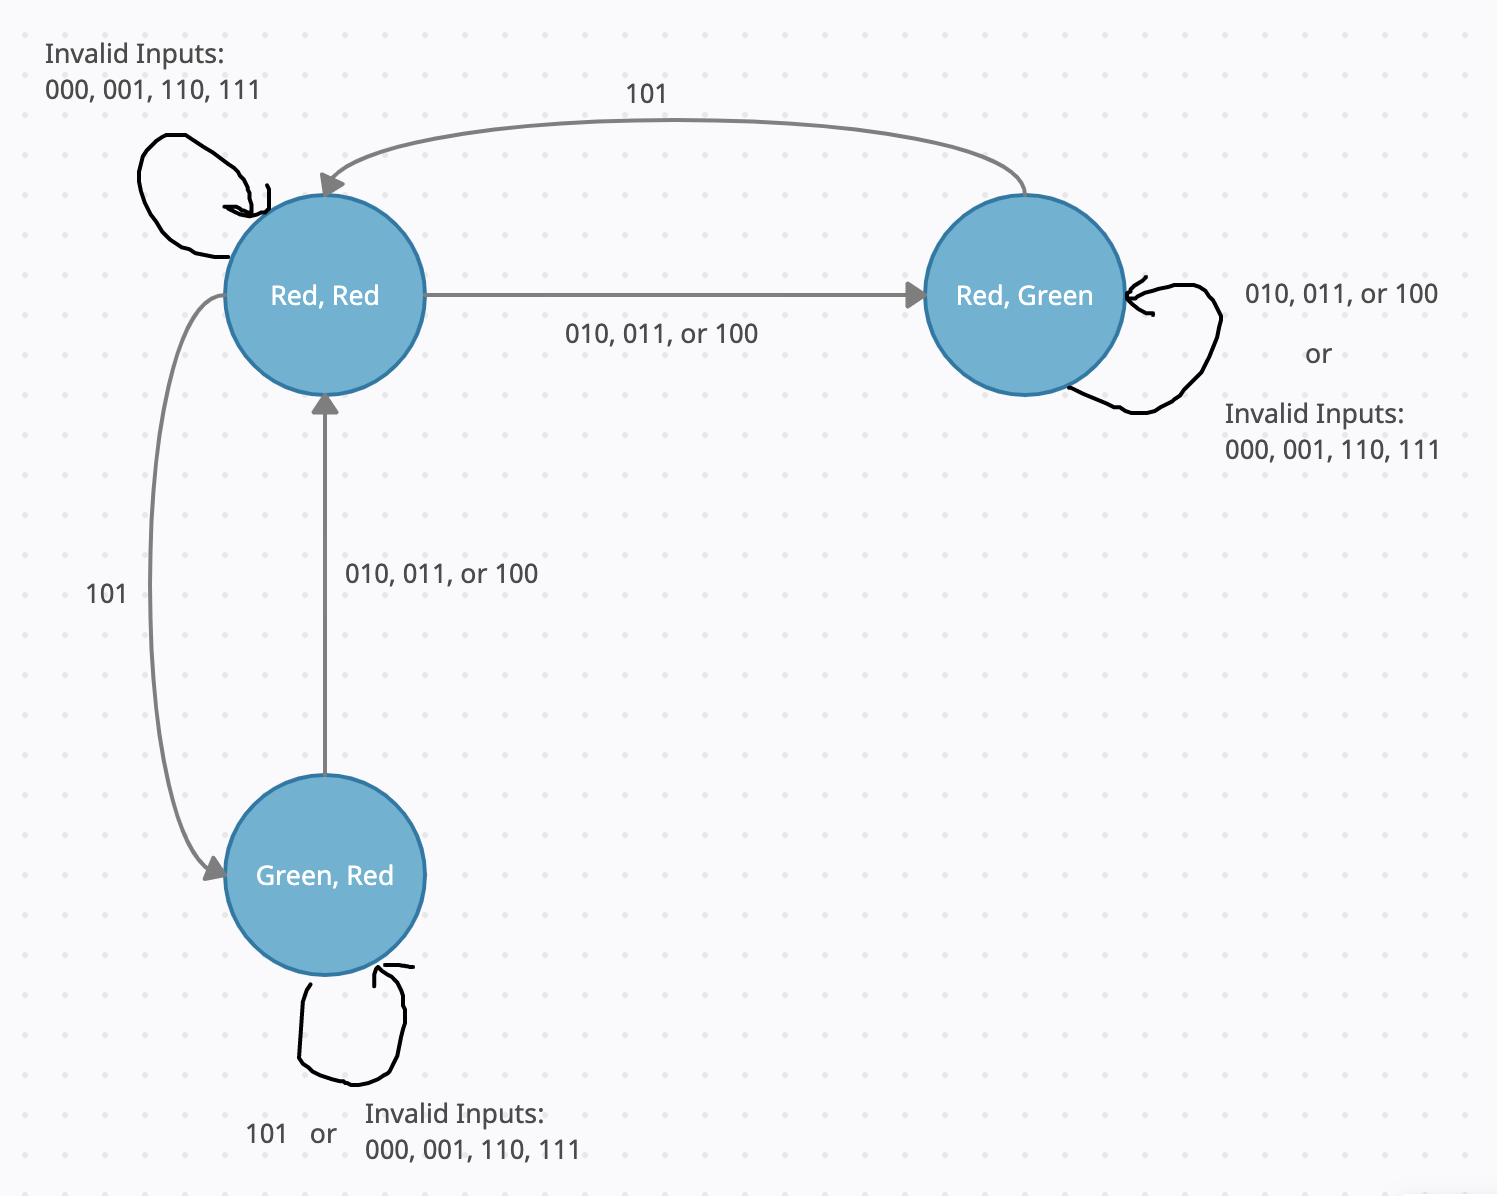 Invalid Inputs:
000, 001, 110, 111
101
Red, Red
010, 011, or 100
Red, Green
010, 011, or 100
or
Invalid Inputs:
000, 001, 110, 111
101
010, 011, or 100
Green, Red
101 or
Invalid Inputs:
000, 001, 110, 111